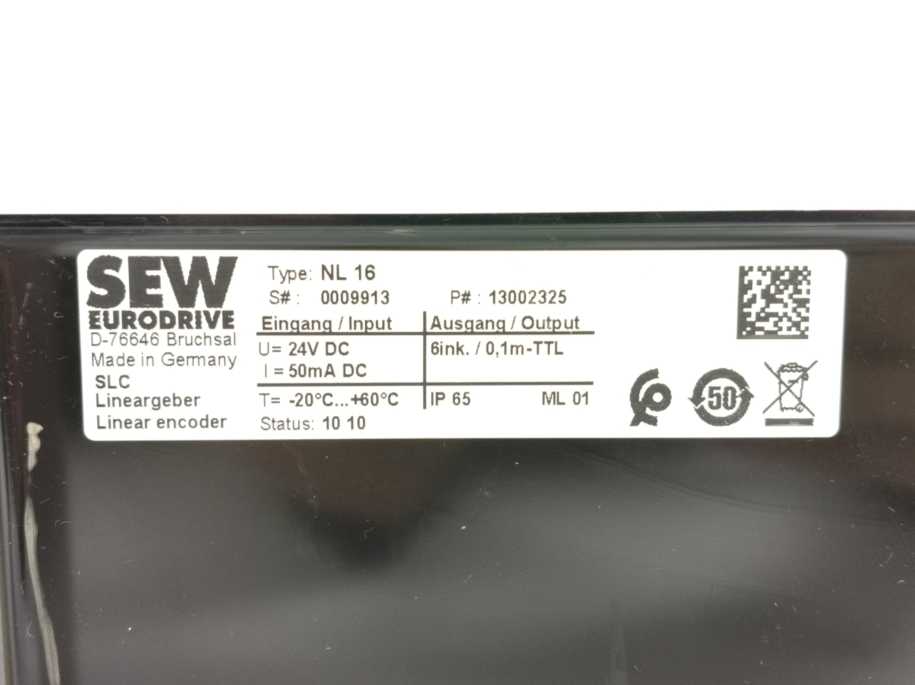 SEW
EURODRIVE
D-76646 Bruchsal
Made in Germany
SLC
Lineargeber
Linear encoder
Type: NL 16
S# : 0009913 P# : 13002325
Eingang / Input Ausgang / Output
U= 24V DC 6ink. / 0,1m-TTL
I = 50mA DC
T= -20°C...+60°C IP 65 ML 01
Status: 10 10
50